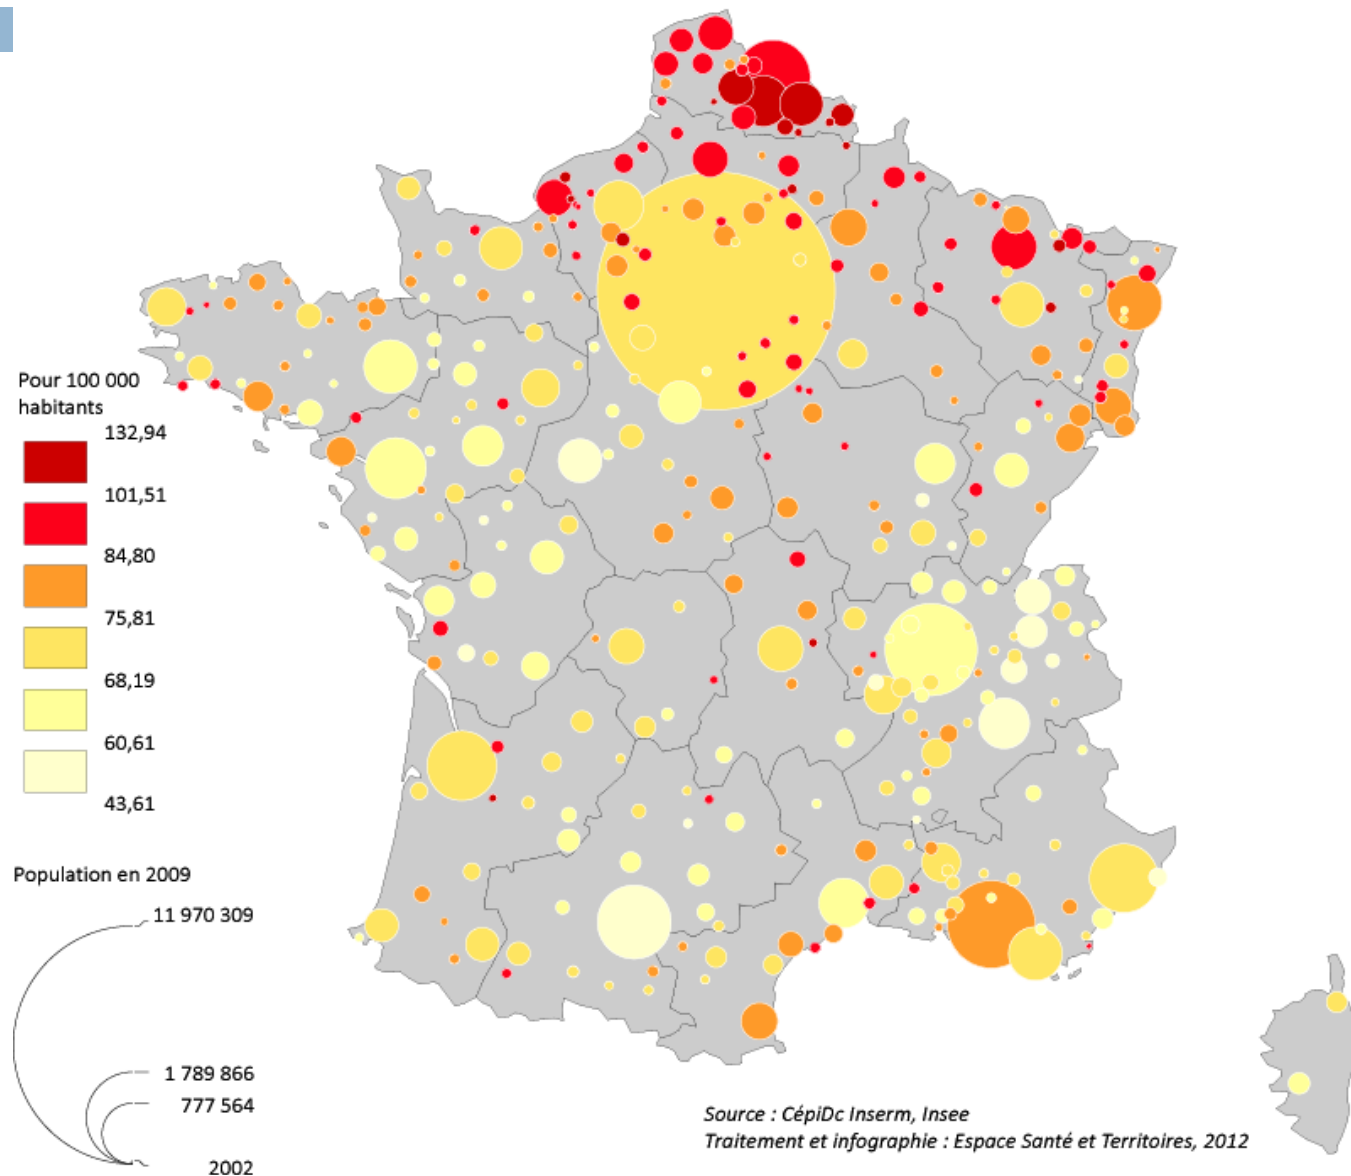 Pour 100 000
habitants
132,94
101,51
84,80
75,81
68,19
60,61
43,61
Population en 2009
11 970 309
1 789 866
777 564
2002
Source : CépiDc Inserm, Insee
Traitement et infographie : Espace Santé et Territoires, 2012